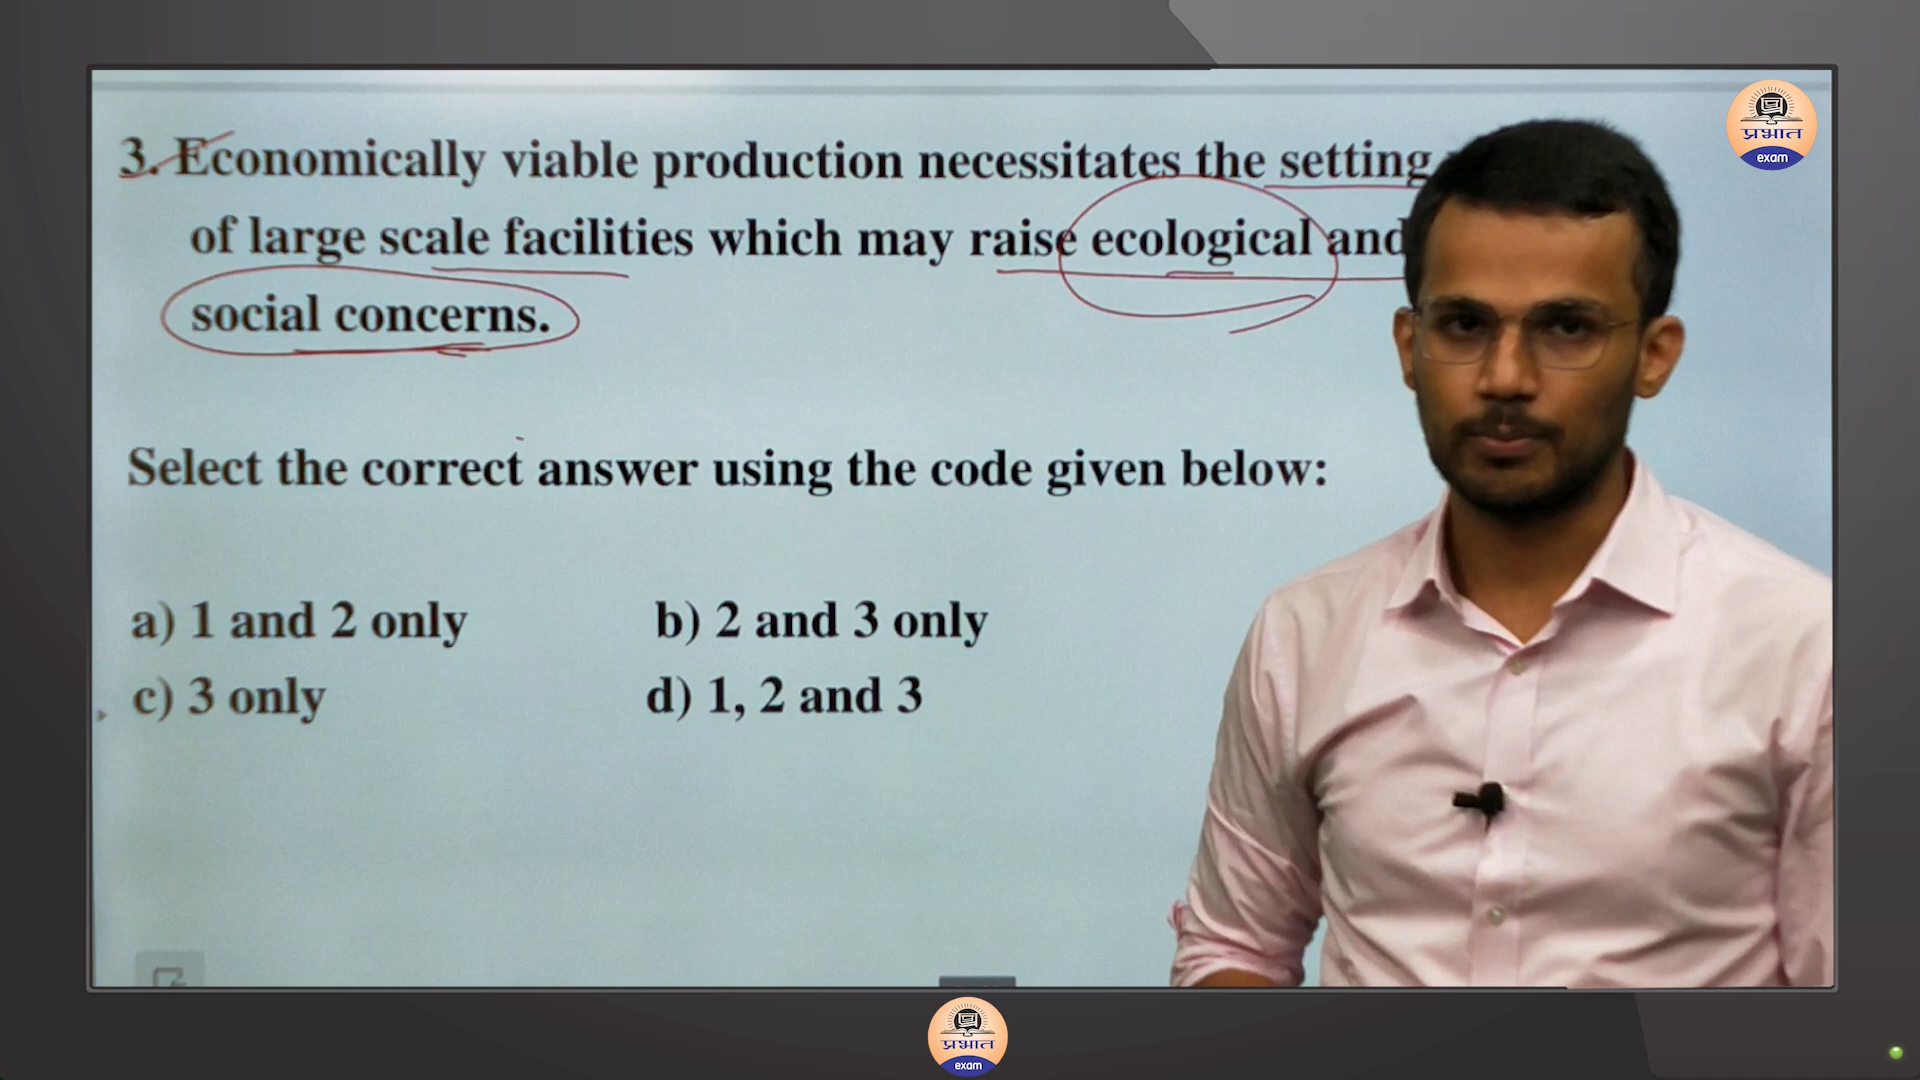 प्रभात
exam
3. Economically viable production necessitates the setting
of large scale facilities which may raise ecological and
social concerns.
Select the correct answer using the code given below:
a) 1 and 2 only b) 2 and 3 only
c) 3 only d) 1, 2 and 3
प्रभात
exam